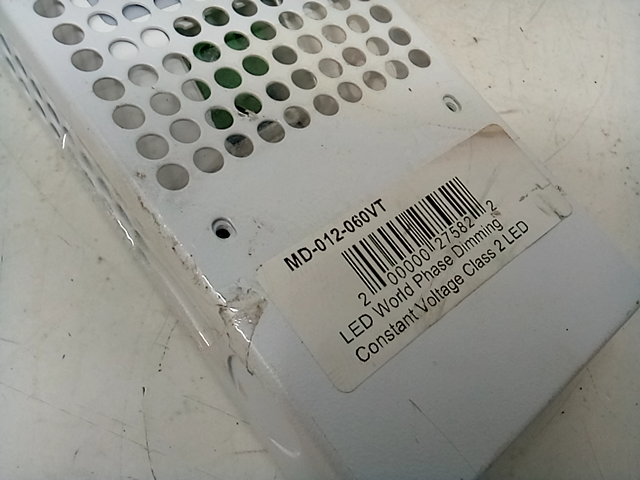 MD-012-060VT
2 00000 27582 2
LED World Phase Dimming
Constant Voltage Class 2 LED